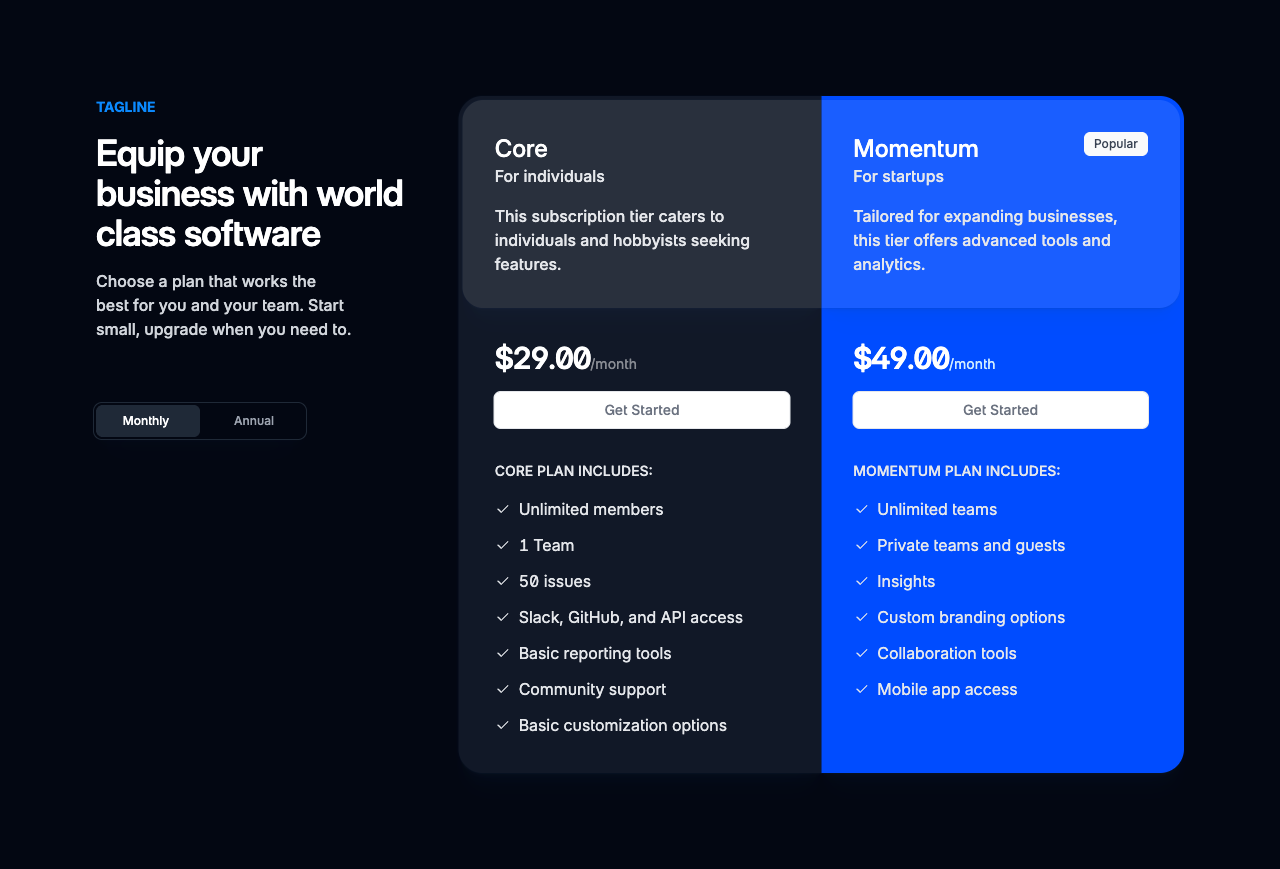 TAGLINE
Equip your
business with world
class software
Choose a plan that works the
best for you and your team. Start
small, upgrade when you need to.
Monthly
Annual
Core
For individuals
This subscription tier caters to
individuals and hobbyists seeking
features.
$29.00/month
Get Started
CORE PLAN INCLUDES:
Unlimited members
1 Team
50 issues
Slack, GitHub, and API access
Basic reporting tools
Community support
Basic customization options
Momentum
Popular
For startups
Tailored for expanding businesses,
this tier offers advanced tools and
analytics.
$49.00/month
Get Started
MOMENTUM PLAN INCLUDES:
Unlimited teams
Private teams and guests
Insights
Custom branding options
Collaboration tools
Mobile app access